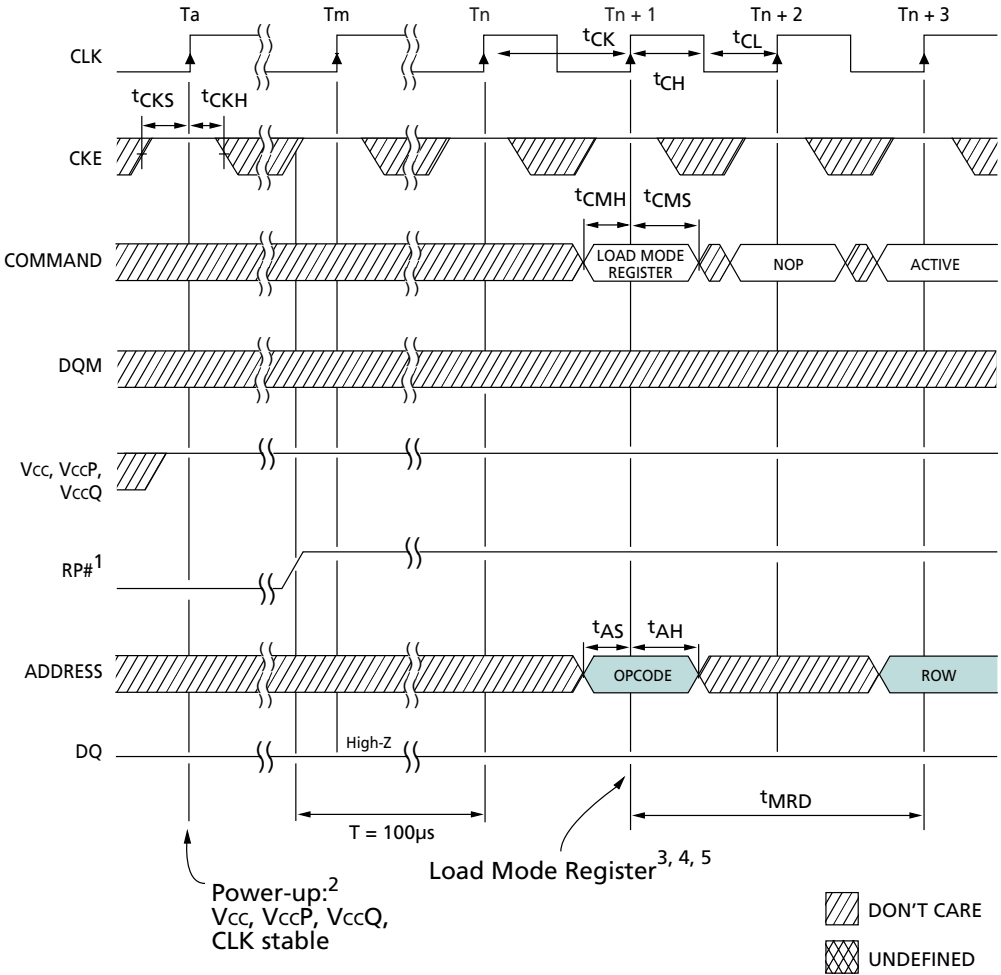 Ta Tm Tn Tn + 1 Tn + 2 Tn + 3
CLK
tCK
tCL
tCH
tCKS tCKH
CKE
tCMH tCMS
COMMAND
LOAD MODE
REGISTER
NOP
ACTIVE
DQM
Vcc, VccP,
VccQ
RP#1
tAS tAH
ADDRESS
OPCODE
ROW
DQ
High-Z
T = 100µs
tMRD
Load Mode Register3, 4, 5
Power-up:2
Vcc, VccP, VccQ,
CLK stable
DON'T CARE
UNDEFINED